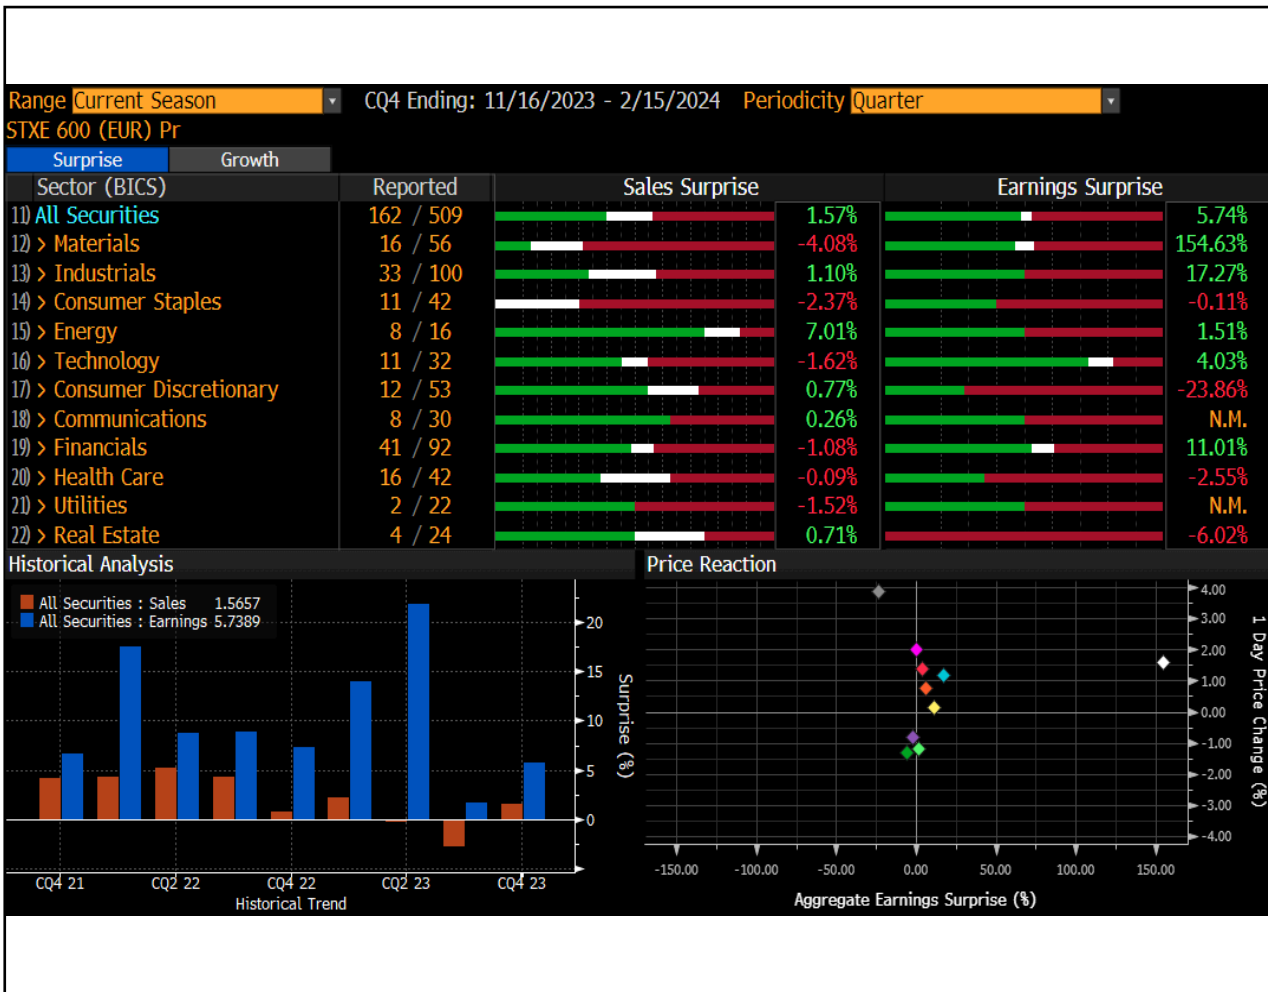 Range Current Season CQ4 Ending: 11/16/2023 - 2/15/2024 Periodicity Quarter
STXE 600 (EUR) Pr
Surprise Growth
Sector (BICS) Reported Sales Surprise Earnings Surprise
11) All Securities 162 / 509 1.57% 5.74%
12) > Materials 16 / 56 -4.08% 154.63%
13) > Industrials 33 / 100 1.10% 17.27%
14) > Consumer Staples 11 / 42 -2.37% -0.11%
15) > Energy 8 / 16 7.01% 1.51%
16) > Technology 11 / 32 -1.62% 4.03%
17) > Consumer Discretionary 12 / 53 0.77% -23.86%
18) > Communications 8 / 30 0.26% N.M.
19) > Financials 41 / 92 -1.08% 11.01%
20) > Health Care 16 / 42 -0.09% -2.55%
21) > Utilities 2 / 22 -1.52% N.M.
22) > Real Estate 4 / 24 0.71% -6.02%
Historical Analysis
All Securities : Sales 1.5657
All Securities : Earnings 5.7389
20
15
10
5
0
Surprise (%)
CQ4 21 CQ2 22 CQ4 22 CQ2 23 CQ4 23
Historical Trend
Price Reaction
4.00
3.00
2.00
1.00
0.00
-1.00
-2.00
-3.00
-4.00
1 Day Price Change (%)
-150.00 -100.00 -50.00 0.00 50.00 100.00 150.00
Aggregate Earnings Surprise (%)